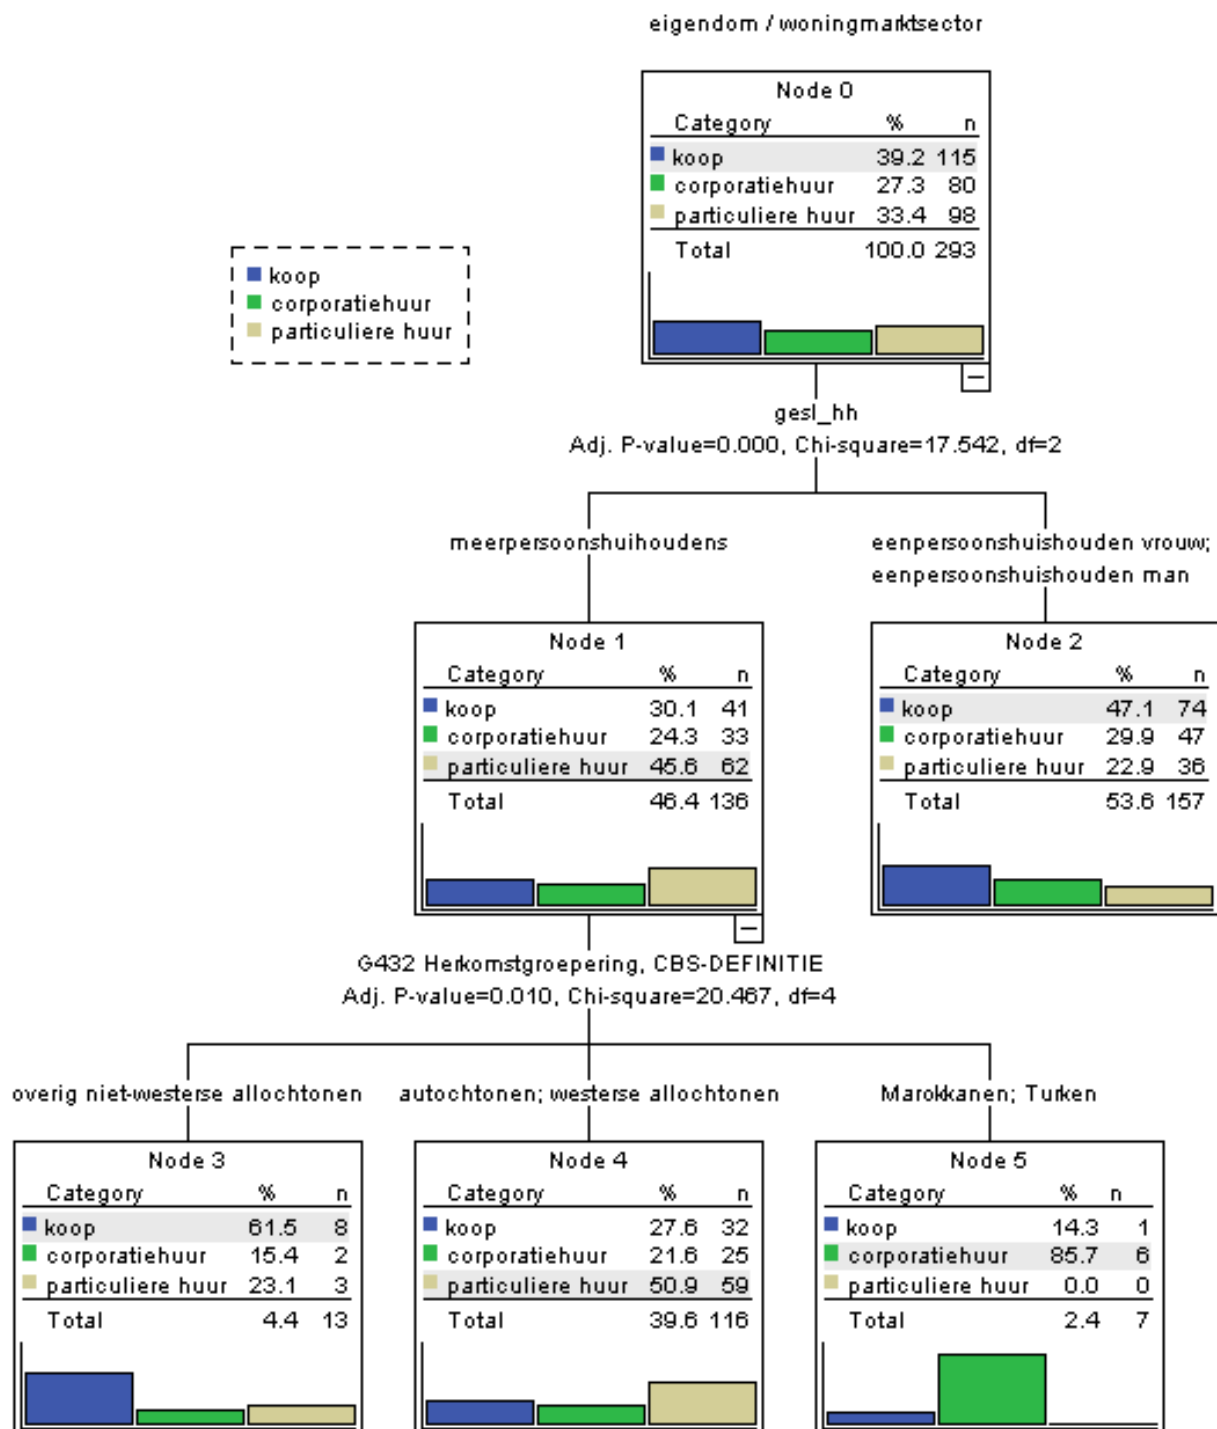 eigendom / woningmarktsector
Node 0
Category % n
koop 39.2 115
corporatiehuur 27.3 80
particuliere huur 33.4 98
Total 100.0 293
koop
corporatiehuur
particuliere huur
gesl_hh
Adj. P-value=0.000, Chi-square=17.542, df=2
meerpersoonshuihoudens
eenpersoonshuishouden vrouw;
eenpersoonshuishouden man
Node 1
Category % n
koop 30.1 41
corporatiehuur 24.3 33
particuliere huur 45.6 62
Total 46.4 136
Node 2
Category % n
koop 47.1 74
corporatiehuur 29.9 47
particuliere huur 22.9 36
Total 53.6 157
G432 Herkomstgroepering, CBS-DEFINITIE
Adj. P-value=0.010, Chi-square=20.467, df=4
overig niet-westerse allochtonen
autochtonen; westerse allochtonen
Marokkanen; Turken
Node 3
Category % n
koop 61.5 8
corporatiehuur 15.4 2
particuliere huur 23.1 3
Total 4.4 13
Node 4
Category % n
koop 27.6 32
corporatiehuur 21.6 25
particuliere huur 50.9 59
Total 39.6 116
Node 5
Category % n
koop 14.3 1
corporatiehuur 85.7 6
particuliere huur 0.0 0
Total 2.4 7